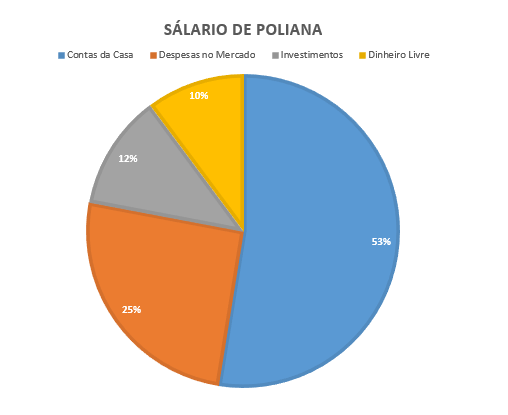 SÁLARIO DE POLIANA
Contas da Casa Despesas no Mercado Investimentos Dinheiro Livre
10%
12%
53%
25%